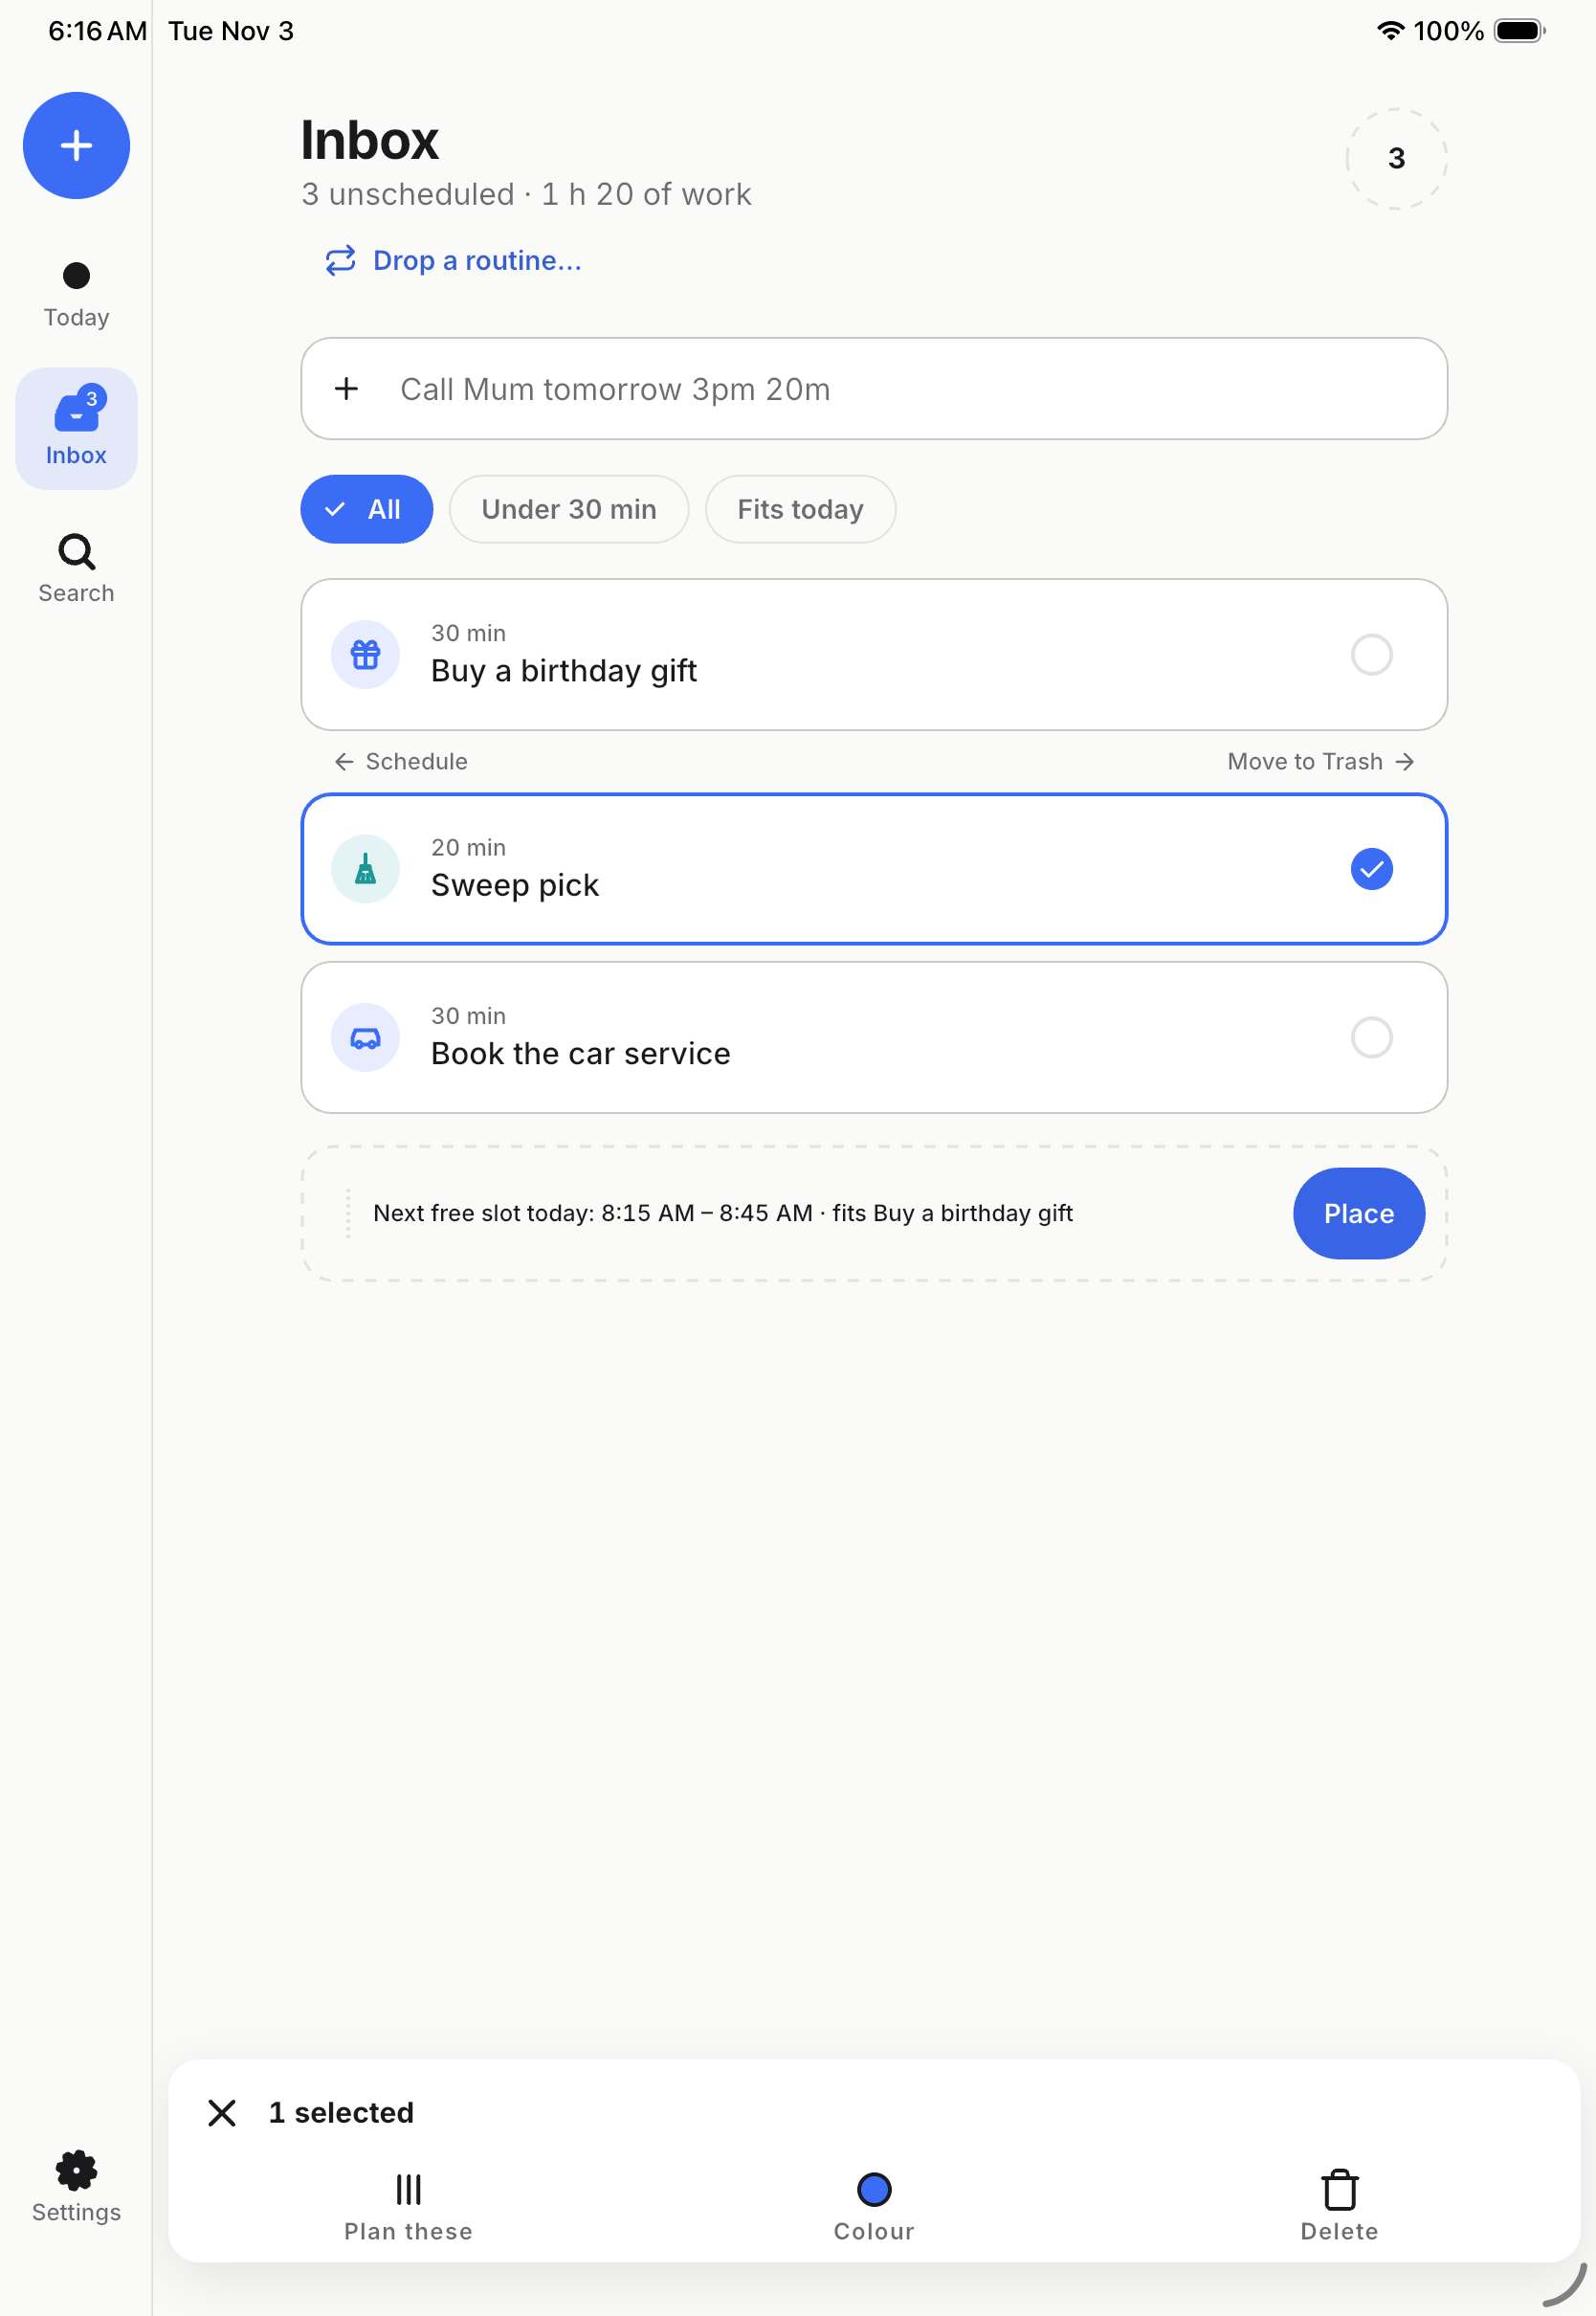 6:16 AM Tue Nov 3
100%
Inbox
3
3 unscheduled · 1 h 20 of work
Drop a routine…
Today
Call Mum tomorrow 3pm 20m
3
Inbox
All
Under 30 min
Fits today
Search
30 min
Buy a birthday gift
Schedule
Move to Trash
20 min
Sweep pick
30 min
Book the car service
Next free slot today: 8:15 AM – 8:45 AM · fits Buy a birthday gift
Place
1 selected
Settings
Plan these
Colour
Delete